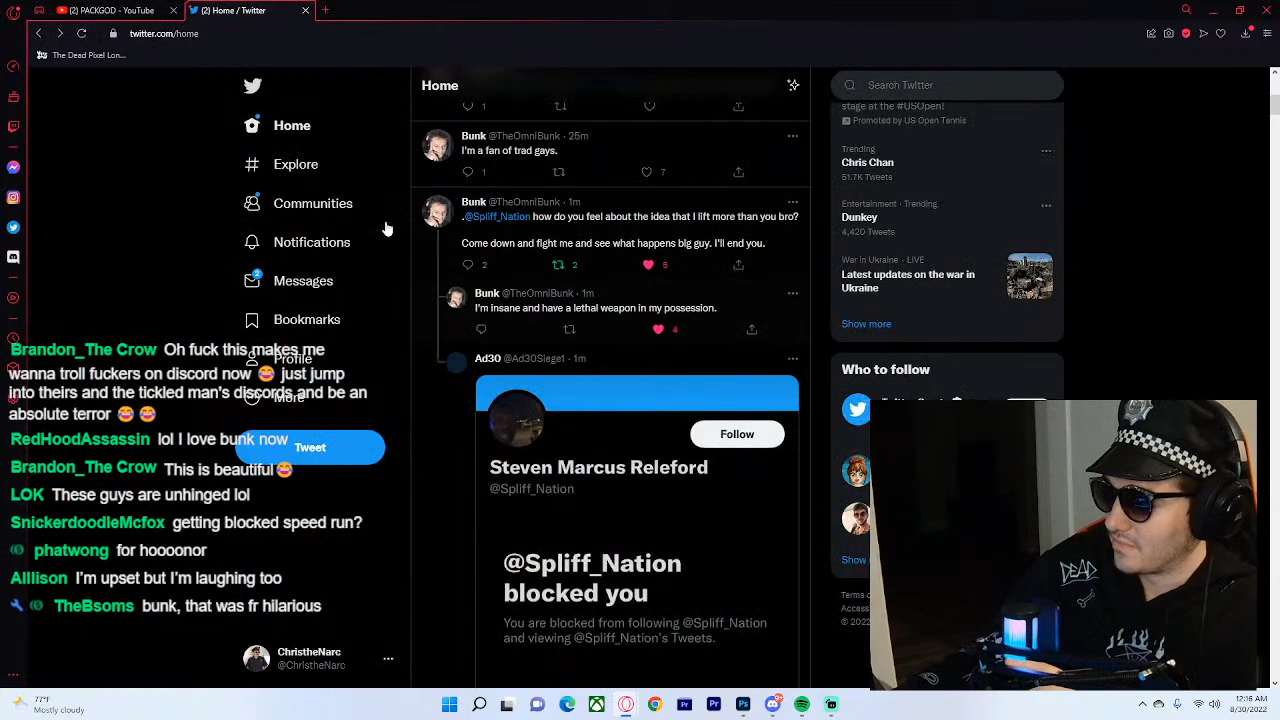 (2) PACKGOD - YouTube
(2) Home / Twitter
twitter.com/home
The Dead Pixel Lon...
Home
Explore
Communities
Notifications
2
Messages
Bookmarks
Profile
More
Tweet
ChristheNarc
@ChristheNarc
Home
1
Bunk @TheOmniBunk · 25m
I'm a fan of trad gays.
1
7
Bunk @TheOmniBunk · 1m
.@Spliff_Nation how do you feel about the idea that I lift more than you bro?
Come down and fight me and see what happens big guy. I'll end you.
2
2
5
Bunk @TheOmniBunk · 1m
I'm insane and have a lethal weapon in my possession.
4
Ad30 @Ad30Siege1 · 1m
Follow
Steven Marcus Releford
@Spliff_Nation
@Spliff_Nation
blocked you
You are blocked from following @Spliff_Nation
and viewing @Spliff_Nation's Tweets.
Search Twitter
stage at the #USOpen!
Promoted by US Open Tennis
Trending
Chris Chan
51.7K Tweets
Entertainment · Trending
Dunkey
4,420 Tweets
War in Ukraine · LIVE
Latest updates on the war in
Ukraine
Show more
Who to follow
Show
Terms o
Access
© 2022
Brandon_The Crow Oh fuck this makes me
wanna troll fuckers on discord now 😂 just jump
into theirs and the tickled man's discords and be an
absolute terror 😂 😂
RedHoodAssassin lol I love bunk now
Brandon_The Crow This is beautiful😂
LOK These guys are unhinged lol
SnickerdoodleMcfox getting blocked speed run?
phatwong for hoooonor
Alllison I'm upset but I'm laughing too
TheBsoms bunk, that was fr hilarious
DEAD
77°F
Mostly cloudy
12:16 AM
8/30/2022